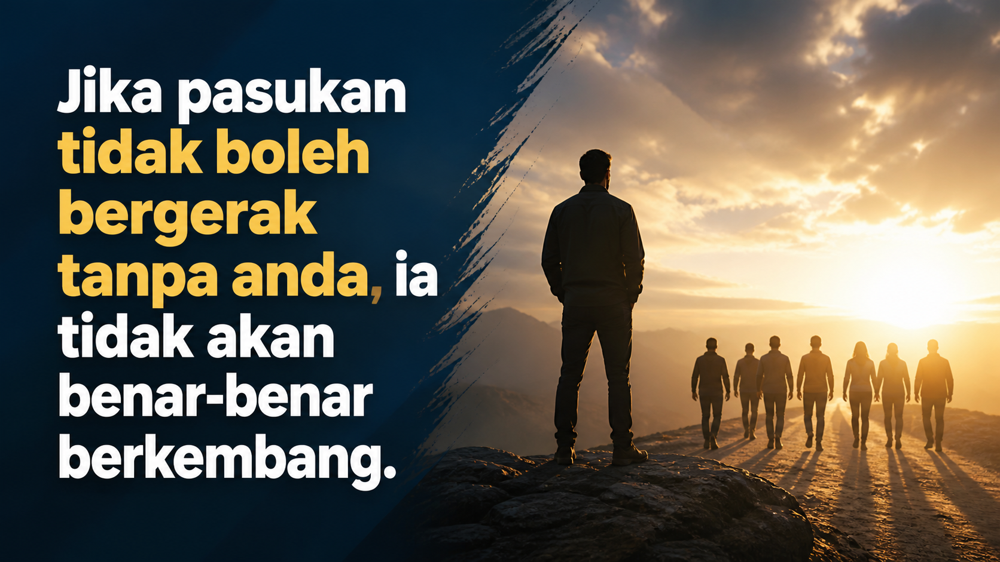 Jika pasukan
tidak boleh
bergerak
tanpa anda, ia
tidak akan
benar-benar
berkembang.